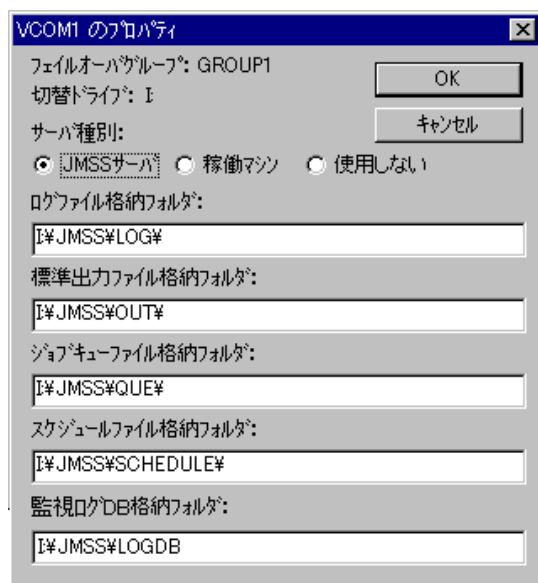 VCOM1 のﾌﾟﾛﾊﾟﾃｨ
ﾌｪｲﾙｵｰﾊﾞｸﾞﾙｰﾌﾟ: GROUP1
OK
切替ﾄﾞﾗｲﾌﾞ: I:
ｷｬﾝｾﾙ
ｻｰﾊﾞ種別:
JMSSｻｰﾊﾞ 稼働ﾏｼﾝ 使用しない
ﾛｸﾞﾌｧｲﾙ格納ﾌｫﾙﾀﾞ:
I:¥JMSS¥LOG¥
標準出力ﾌｧｲﾙ格納ﾌｫﾙﾀﾞ:
I:¥JMSS¥OUT¥
ｼﾞｮﾌﾞｷｭｰﾌｧｲﾙ格納ﾌｫﾙﾀﾞ:
I:¥JMSS¥QUE¥
ｽｹｼﾞｭｰﾙﾌｧｲﾙ格納ﾌｫﾙﾀﾞ:
I:¥JMSS¥SCHEDULE¥
監視ﾛｸﾞDB格納ﾌｫﾙﾀﾞ:
I:¥JMSS¥LOGDB